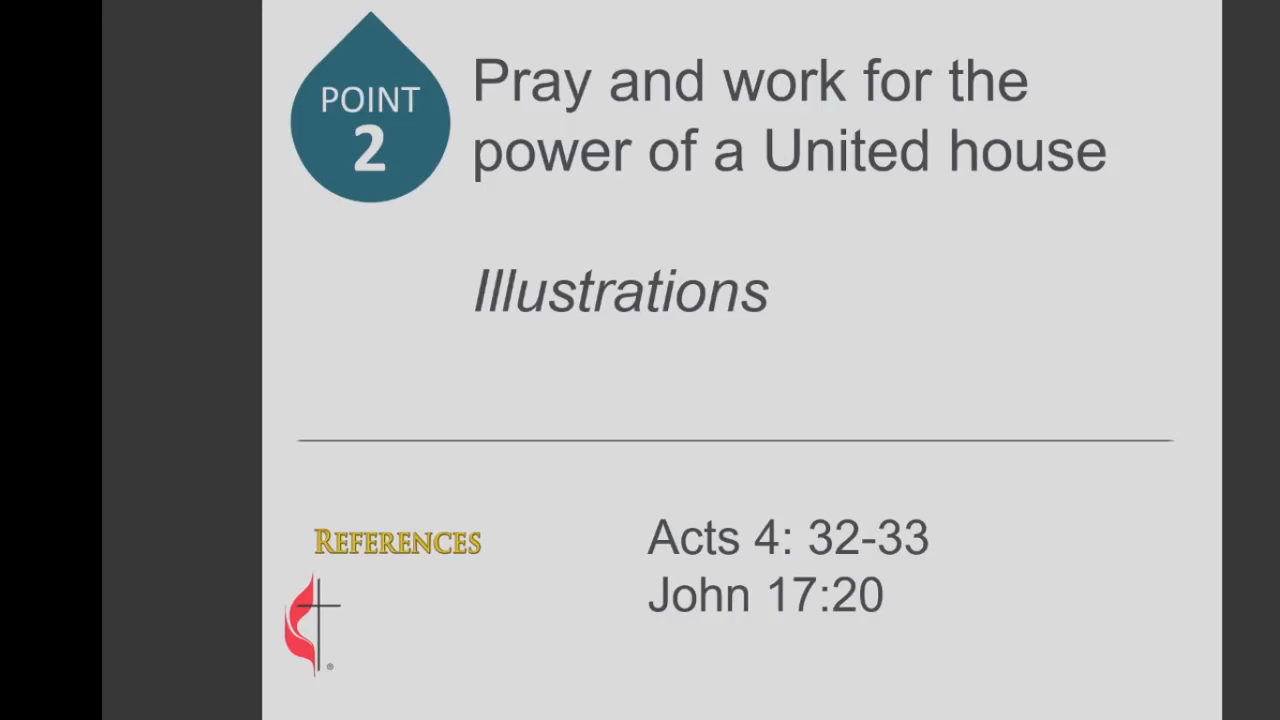 POINT
2
Pray and work for the
power of a United house
Illustrations
REFERENCES
Acts 4: 32-33
John 17:20
®